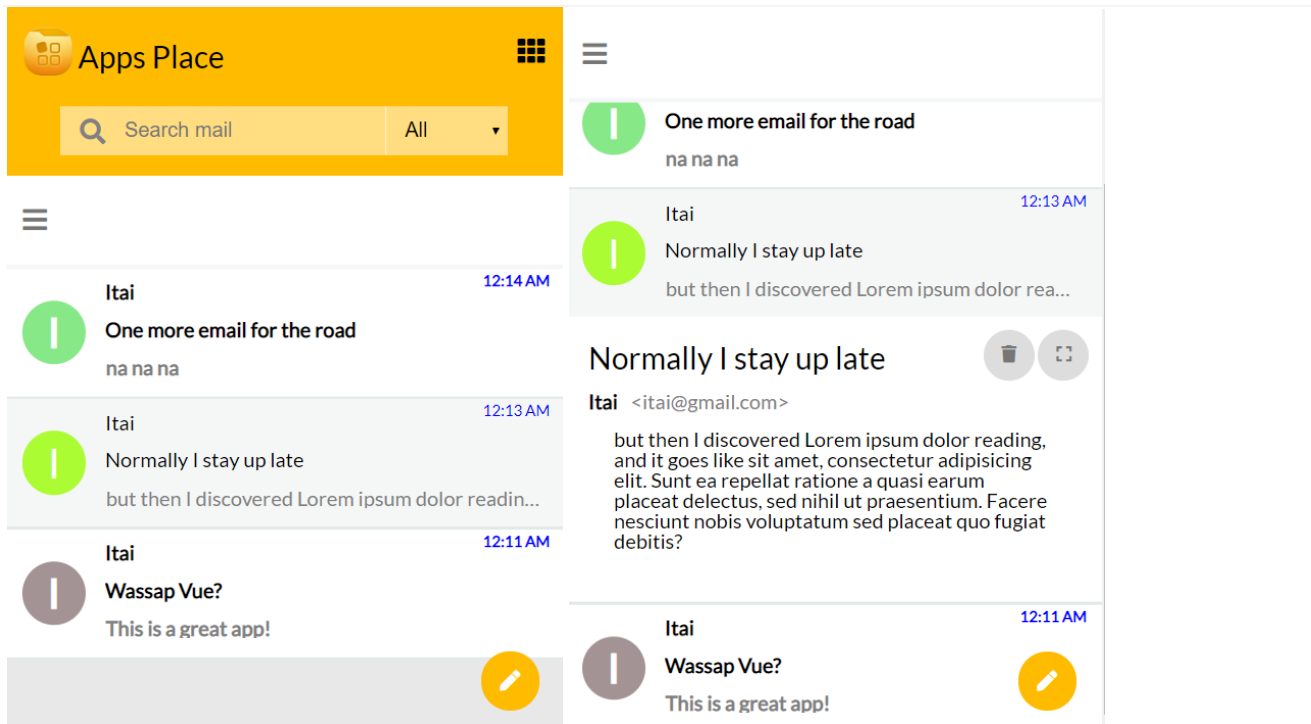 Apps Place
Search mail
All
I
Itai
12:14 AM
One more email for the road
na na na
I
Itai
12:13 AM
Normally I stay up late
but then I discovered Lorem ipsum dolor readin...
I
Itai
12:11 AM
Wassap Vue?
This is a great app!
I
One more email for the road
na na na
I
Itai
12:13 AM
Normally I stay up late
but then I discovered Lorem ipsum dolor rea...
Normally I stay up late
Itai <itai@gmail.com>
but then I discovered Lorem ipsum dolor reading,
and it goes like sit amet, consectetur adipisicing
elit. Sunt ea repellat ratione a quasi earum
placeat delectus, sed nihil ut praesentium. Facere
nesciunt nobis voluptatum sed placeat quo fugiat
debitis?
I
Itai
12:11 AM
Wassap Vue?
This is a great app!